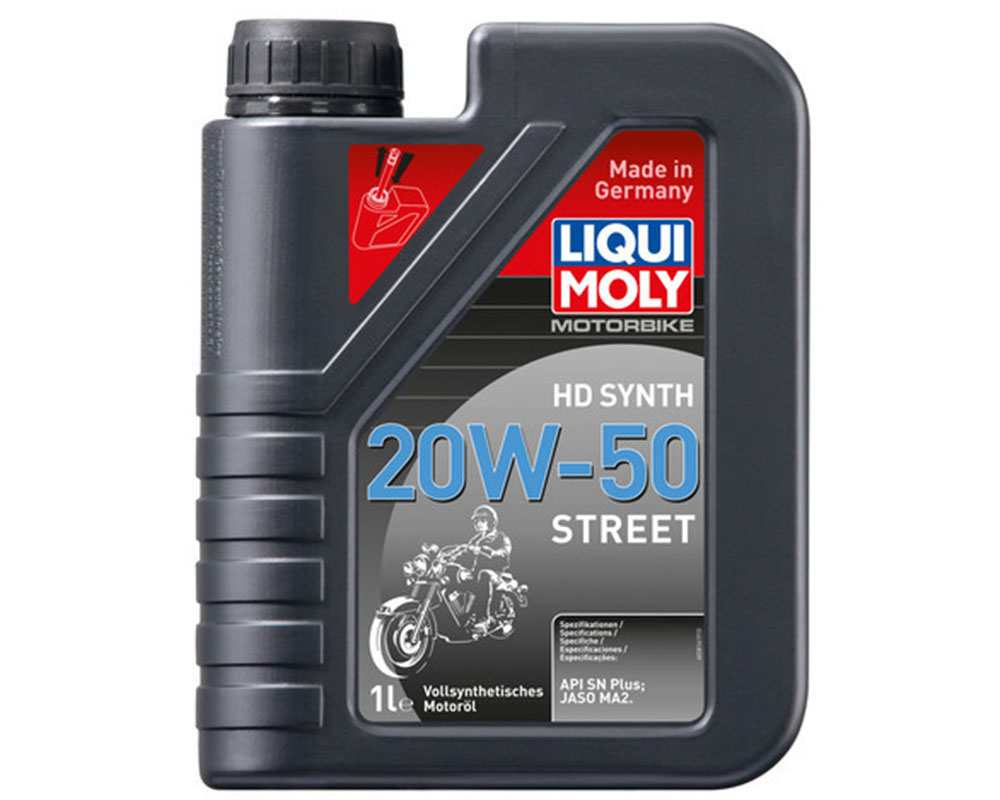 Made in
Germany
LIQUI
MOLY
MOTORBIKE
HD SYNTH
20W-50
STREET
Spezifikationen /
Specifications /
Specifiche /
Especificaciones /
Especificações:
API SN Plus;
JASO MA2.
1L e
Vollsynthetisches
Motoröl